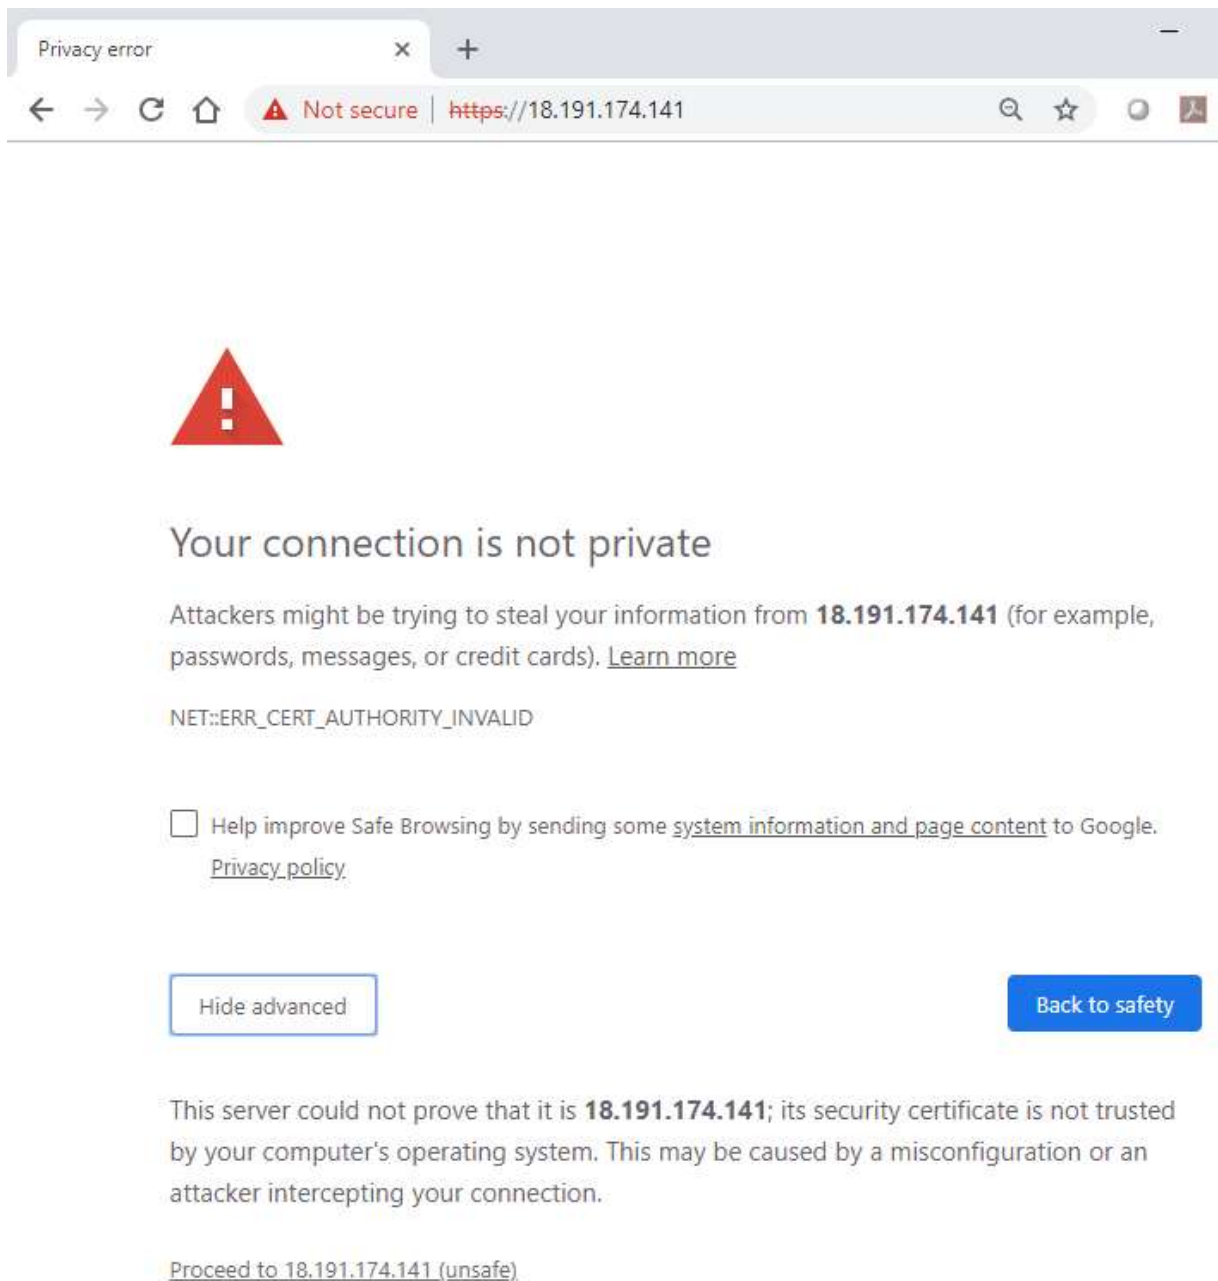 Privacy error
Not secure | https://18.191.174.141
Your connection is not private
Attackers might be trying to steal your information from 18.191.174.141 (for example,
passwords, messages, or credit cards). Learn more
NET::ERR_CERT_AUTHORITY_INVALID
Help improve Safe Browsing by sending some system information and page content to Google.
Privacy policy
Hide advanced
Back to safety
This server could not prove that it is 18.191.174.141; its security certificate is not trusted
by your computer's operating system. This may be caused by a misconfiguration or an
attacker intercepting your connection.
Proceed to 18.191.174.141 (unsafe)